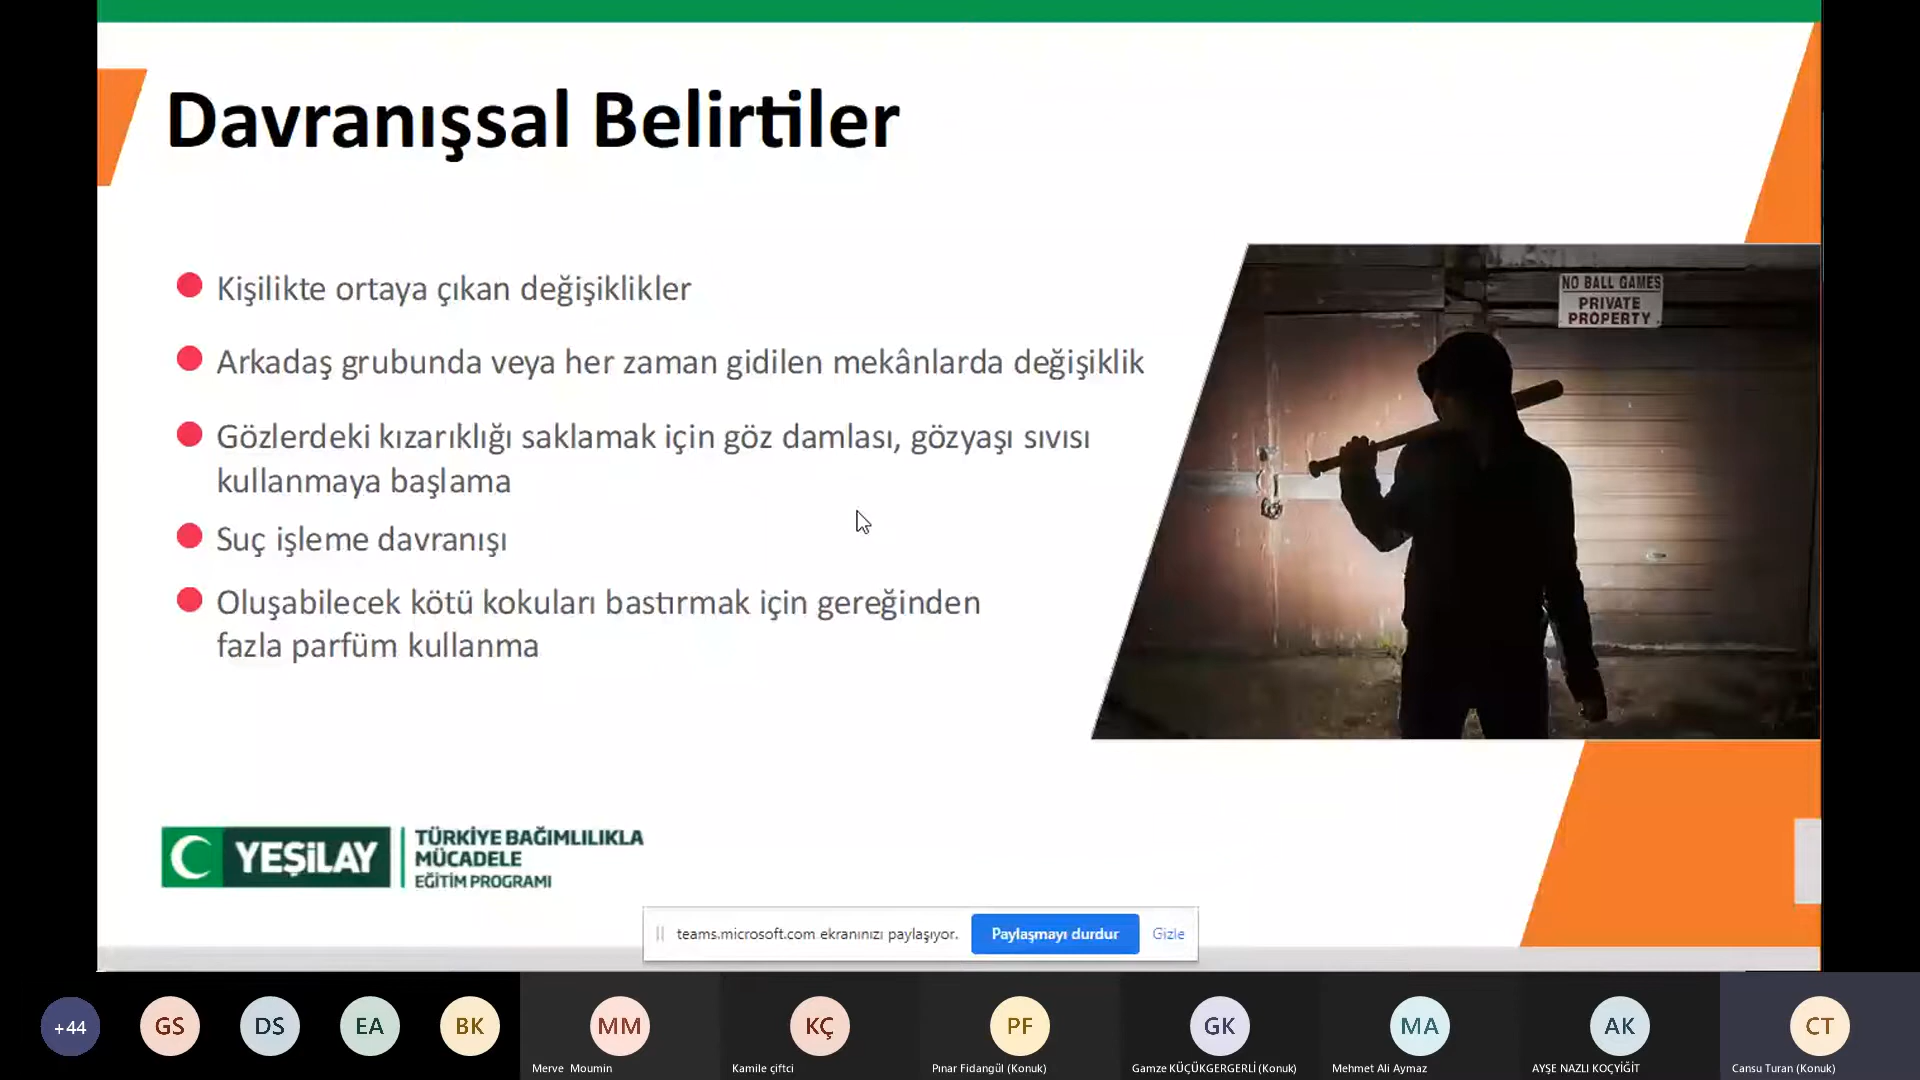 Davranışsal Belirtiler
Kişilikte ortaya çıkan değişiklikler
Arkadaş grubunda veya her zaman gidilen mekânlarda değişiklik
Gözlerdeki kızarıklığı saklamak için göz damlası, gözyaşı sıvısı
kullanmaya başlama
Suç işleme davranışı
Oluşabilecek kötü kokuları bastırmak için gereğinden
fazla parfüm kullanma
NO BALL GAMES
PRIVATE
PROPERTY
YEŞİLAY
TÜRKİYE BAĞIMLILIKLA
MÜCADELE
EĞİTİM PROGRAMI
teams.microsoft.com ekranınızı paylaşıyor.
Paylaşmayı durdur
Gizle
+44
GS
DS
EA
BK
MM
KÇ
PF
GK
MA
AK
CT
Merve Moumin
Kamile çiftci
Pınar Fidangül (Konuk)
Gamze KÜÇÜKGERGERLİ (Konuk)
Mehmet Ali Aymaz
AYŞE NAZLI KOÇYİĞİT
Cansu Turan (Konuk)